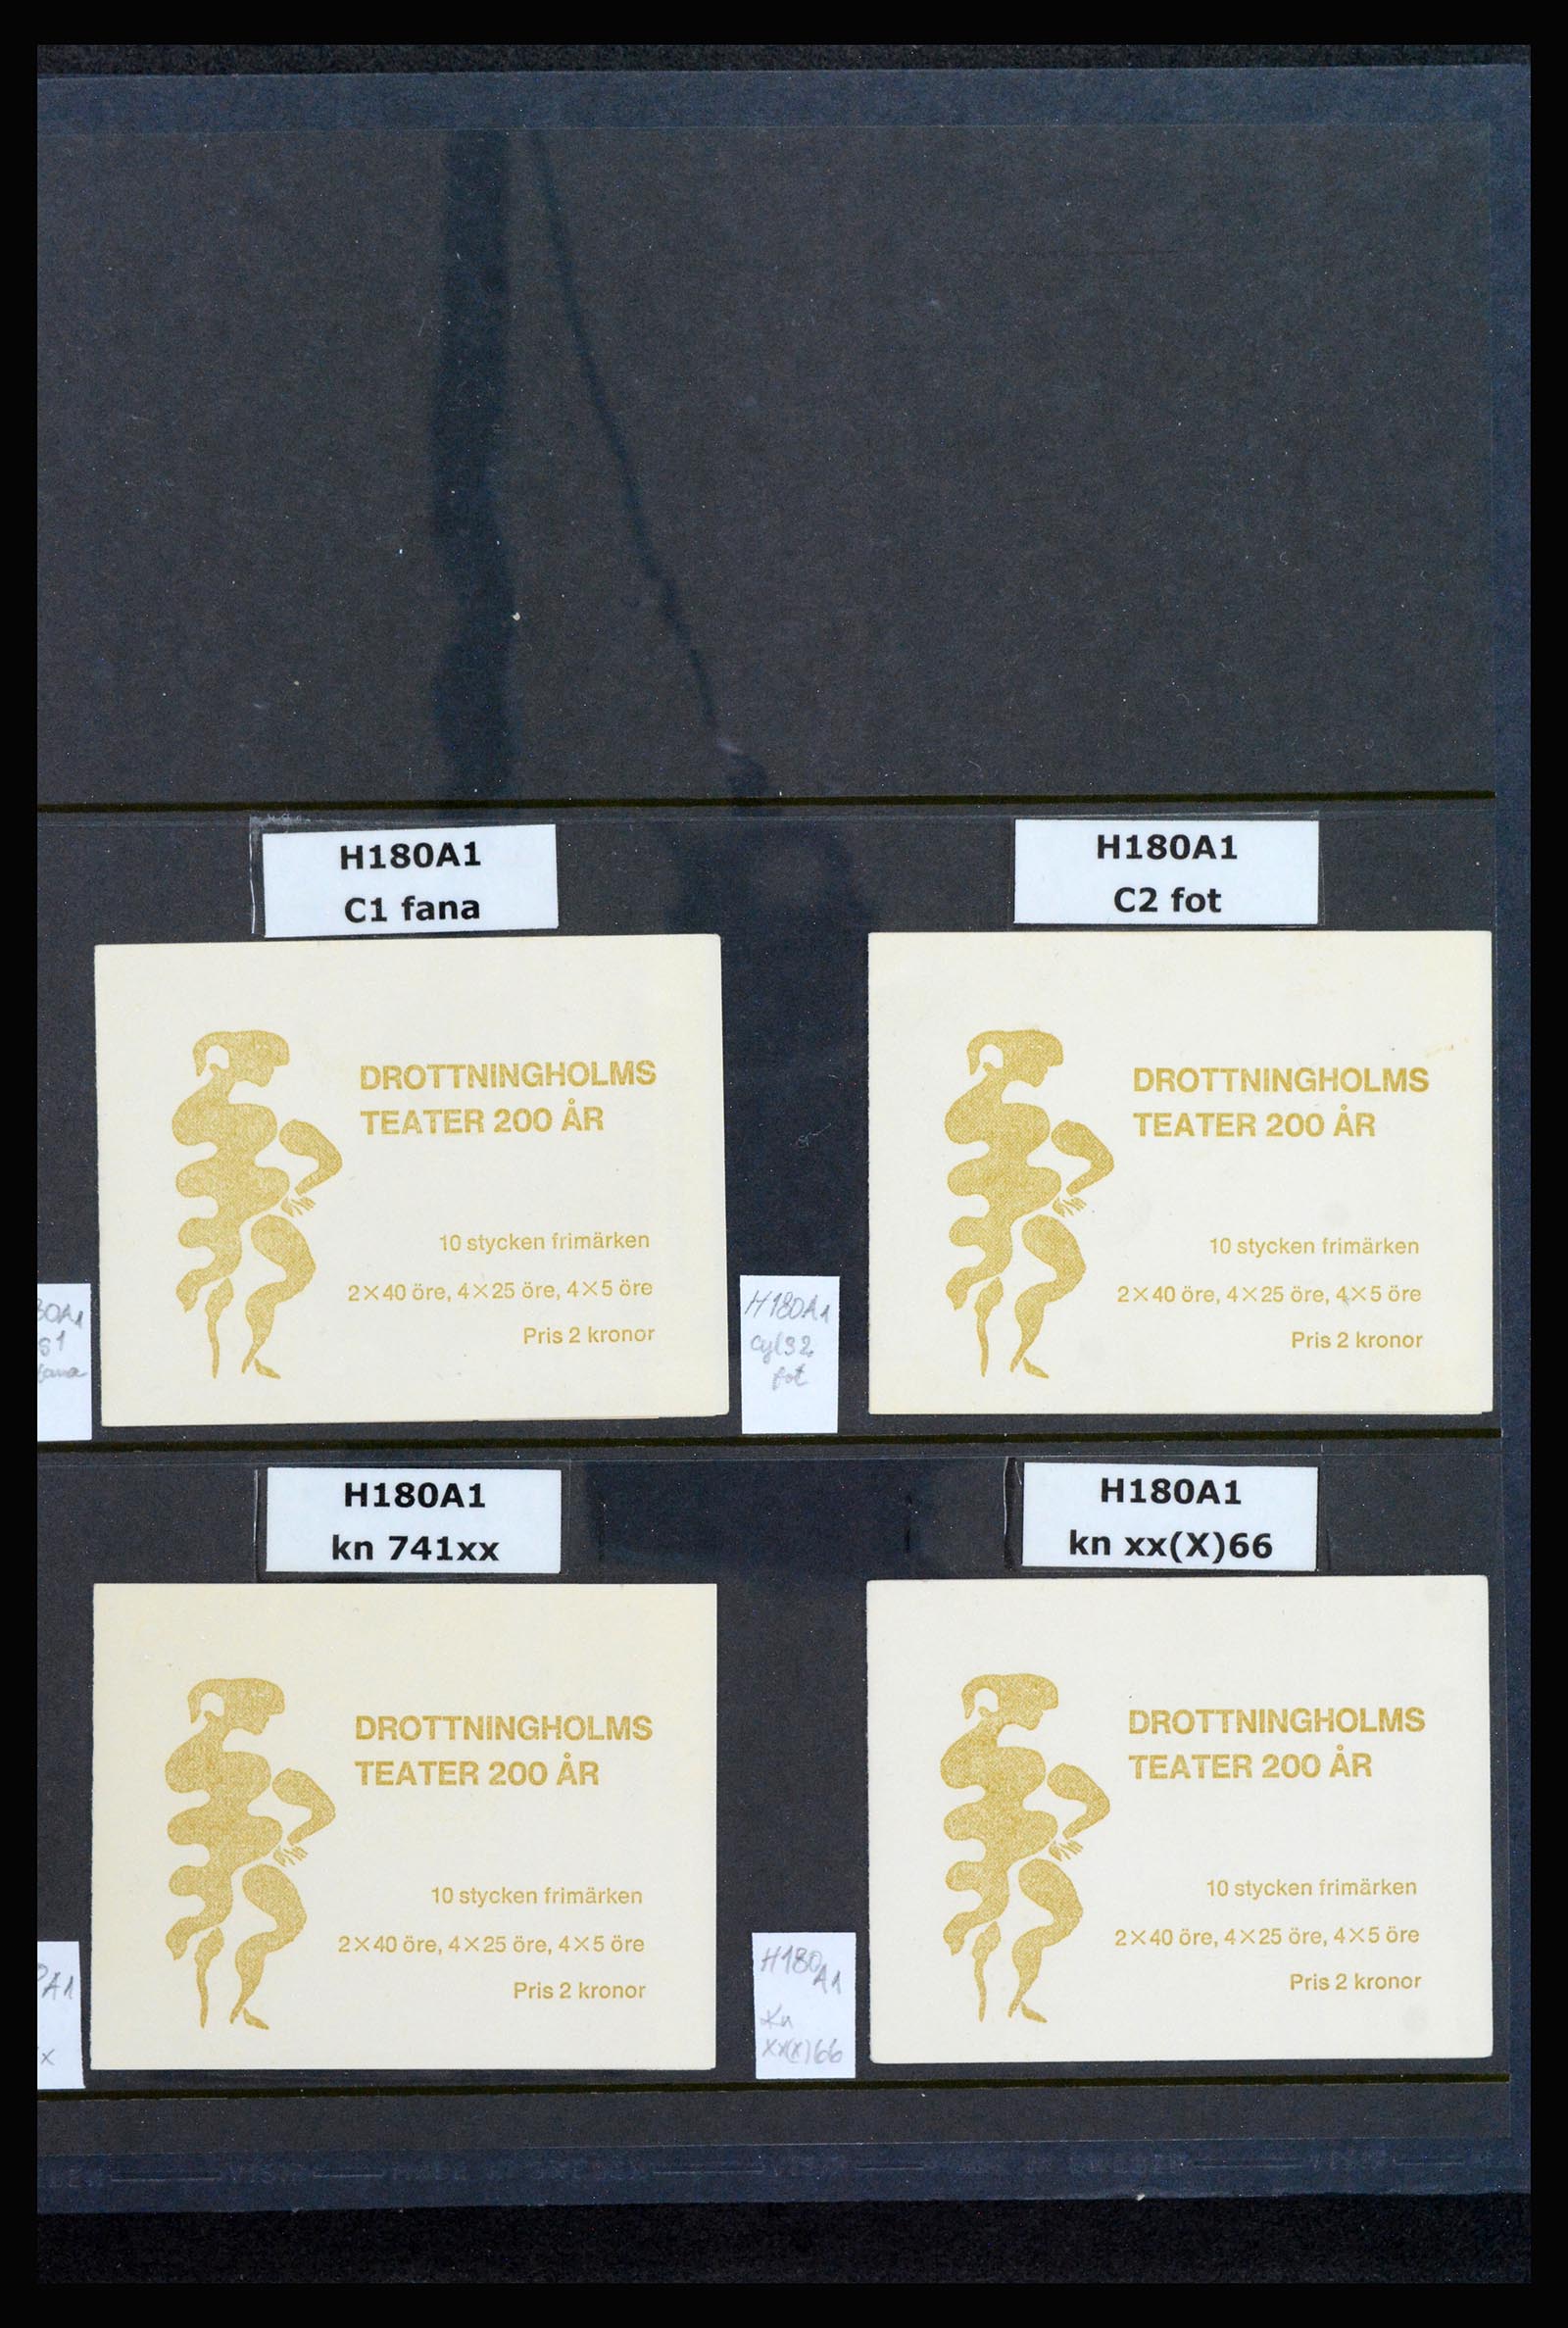 H180A1
C1 fana
H180A1
C2 fot
DROTTNINGHOLMS
TEATER 200 ÅR
10 stycken frimärken
2×40 öre, 4×25 öre, 4×5 öre
Pris 2 kronor
DROTTNINGHOLMS
TEATER 200 ÅR
10 stycken frimärken
2×40 öre, 4×25 öre, 4×5 öre
Pris 2 kronor
H180A1
Cyls2
fot
H180A1
kn 741xx
H180A1
kn xx(X)66
DROTTNINGHOLMS
TEATER 200 ÅR
10 stycken frimärken
2×40 öre, 4×25 öre, 4×5 öre
Pris 2 kronor
DROTTNINGHOLMS
TEATER 200 ÅR
10 stycken frimärken
2×40 öre, 4×25 öre, 4×5 öre
Pris 2 kronor
H180A1
Kn
xx(x)66